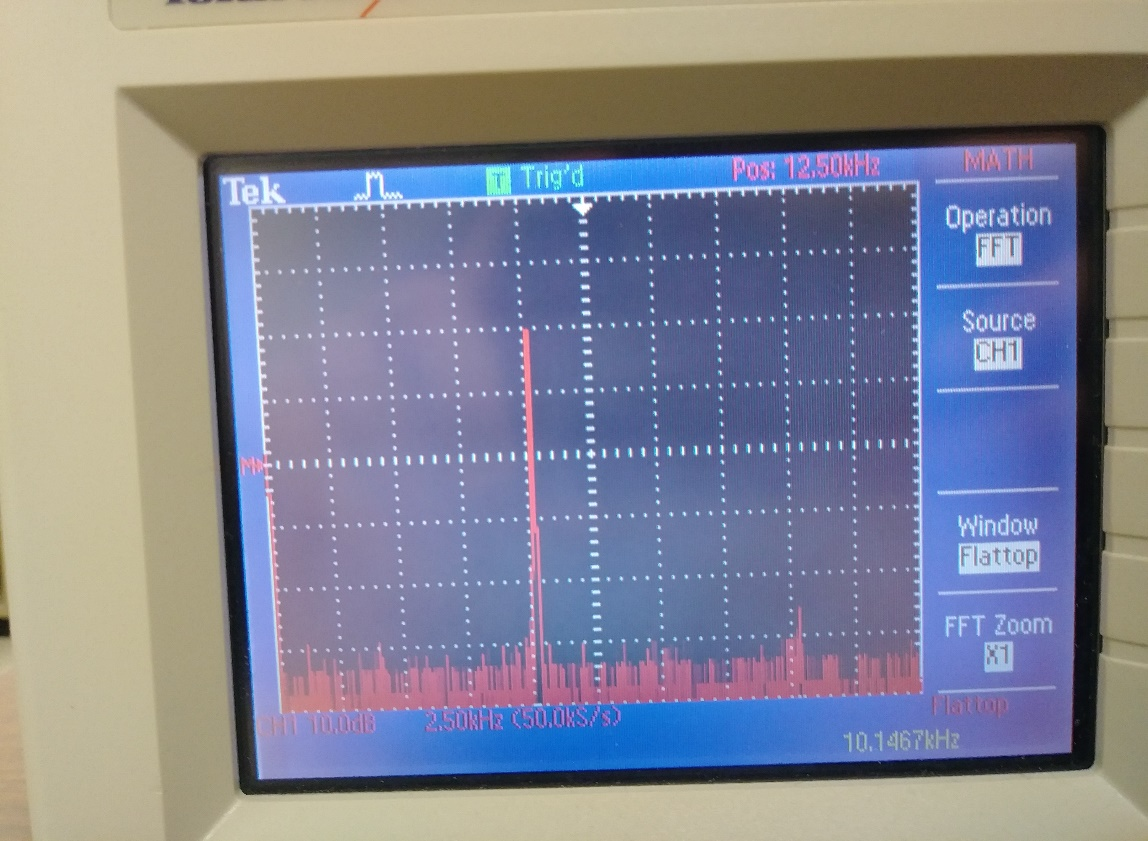 Tek T Trig'd Pos: 12.50kHz MATH
Operation
FFT
Source
CH1
M
Window
Flattop
FFT Zoom
X1
CH1 10.0dB 2.50kHz (50.0kS/s) Flattop
10.1467kHz